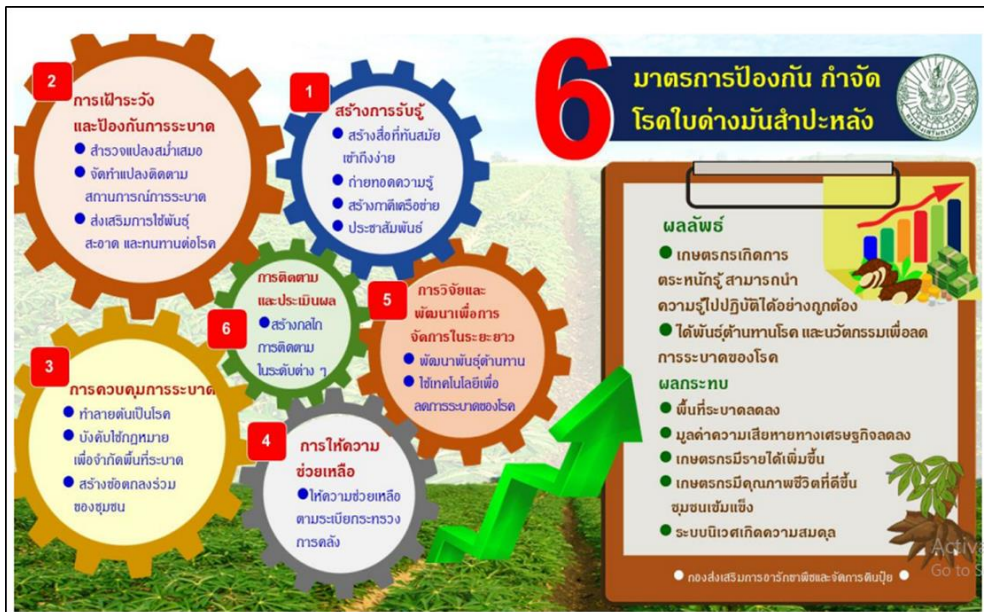 6
มาตรการป้องกัน กำจัด
โรคใบด่างมันสำปะหลัง
1
สร้างการรับรู้
สร้างสื่อที่ทันสมัย
เข้าถึงง่าย
ถ่ายทอดความรู้
สร้างภาคีเครือข่าย
ประชาสัมพันธ์
2
การเฝ้าระวัง
และป้องกันการระบาด
สำรวจแปลงสม่ำเสมอ
จัดทำแปลงติดตาม
สถานการณ์การระบาด
ส่งเสริมการใช้พันธุ์
สะอาด และทนทานต่อโรค
3
การควบคุมการระบาด
ทำลายต้นเป็นโรค
บังคับใช้กฎหมาย
เพื่อจำกัดพื้นที่ระบาด
สร้างข้อตกลงร่วม
ของชุมชน
4
การให้ความ
ช่วยเหลือ
ให้ความช่วยเหลือ
ตามระเบียกระทรวง
การคลัง
5
การวิจัยและ
พัฒนาเพื่อการ
จัดการในระยะยาว
พัฒนาพันธุ์ต้านทาน
ใช้เทคโนโลยีเพื่อ
ลดการระบาดของโรค
6
การติดตาม
และประเมินผล
สร้างกลไก
การติดตาม
ในระดับต่าง ๆ
ผลลัพธ์
เกษตรกรเกิดการ
ตระหนักรู้ สามารถนำ
ความรู้ไปปฏิบัติได้อย่างถูกต้อง
ได้พันธุ์ต้านทานโรค และนวัตกรรมเพื่อลด
การระบาดของโรค
ผลกระทบ
พื้นที่ระบาดลดลง
มูลค่าความเสียหายทางเศรษฐกิจลดลง
เกษตรกรมีรายได้เพิ่มขึ้น
เกษตรกรมีคุณภาพชีวิตที่ดีขึ้น
ชุมชนเข้มแข็ง
ระบบนิเวศเกิดความสมดุล
กองส่งเสริมการอารักขาพืชและจัดการดินปุ๋ย
Activa
Go to S